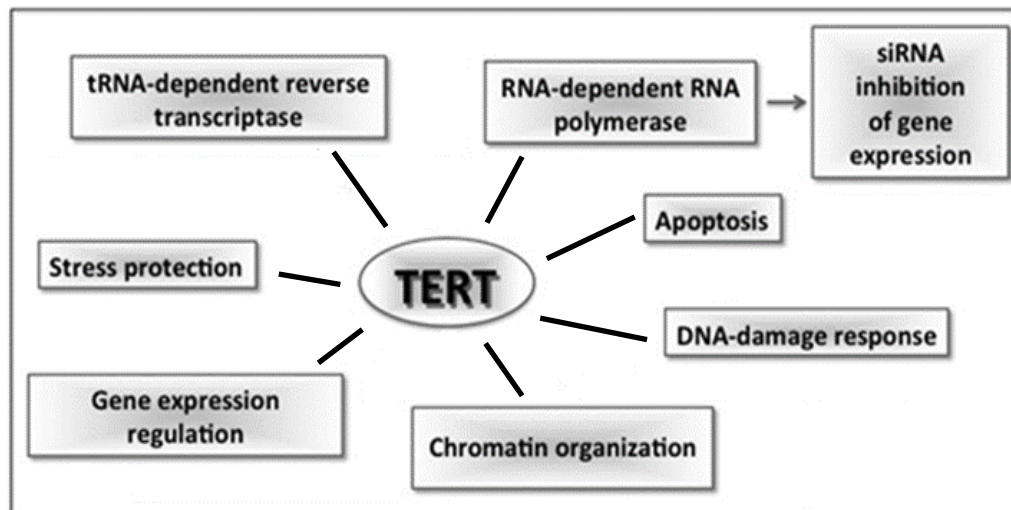 tRNA-dependent reverse
transcriptase
RNA-dependent RNA
polymerase
siRNA
inhibition
of gene
expression
Apoptosis
Stress protection
TERT
DNA-damage response
Gene expression
regulation
Chromatin organization